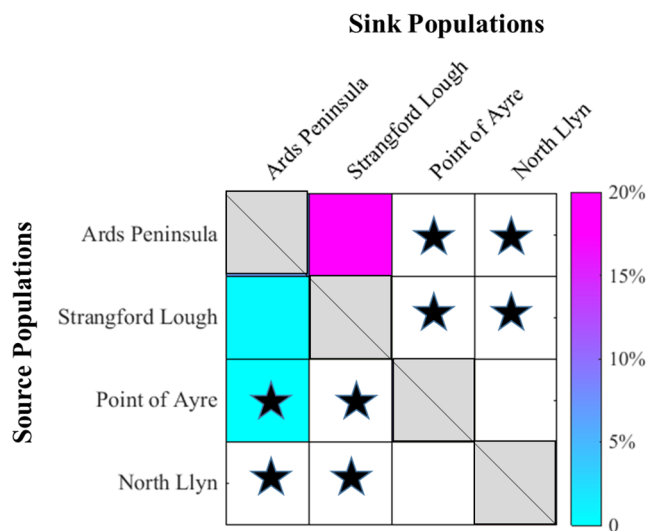 Sink Populations
Ards Peninsula
Strangford Lough
Point of Ayre
North Llyn
Source Populations
Ards Peninsula
Strangford Lough
Point of Ayre
North Llyn
20%
15%
10%
5%
0